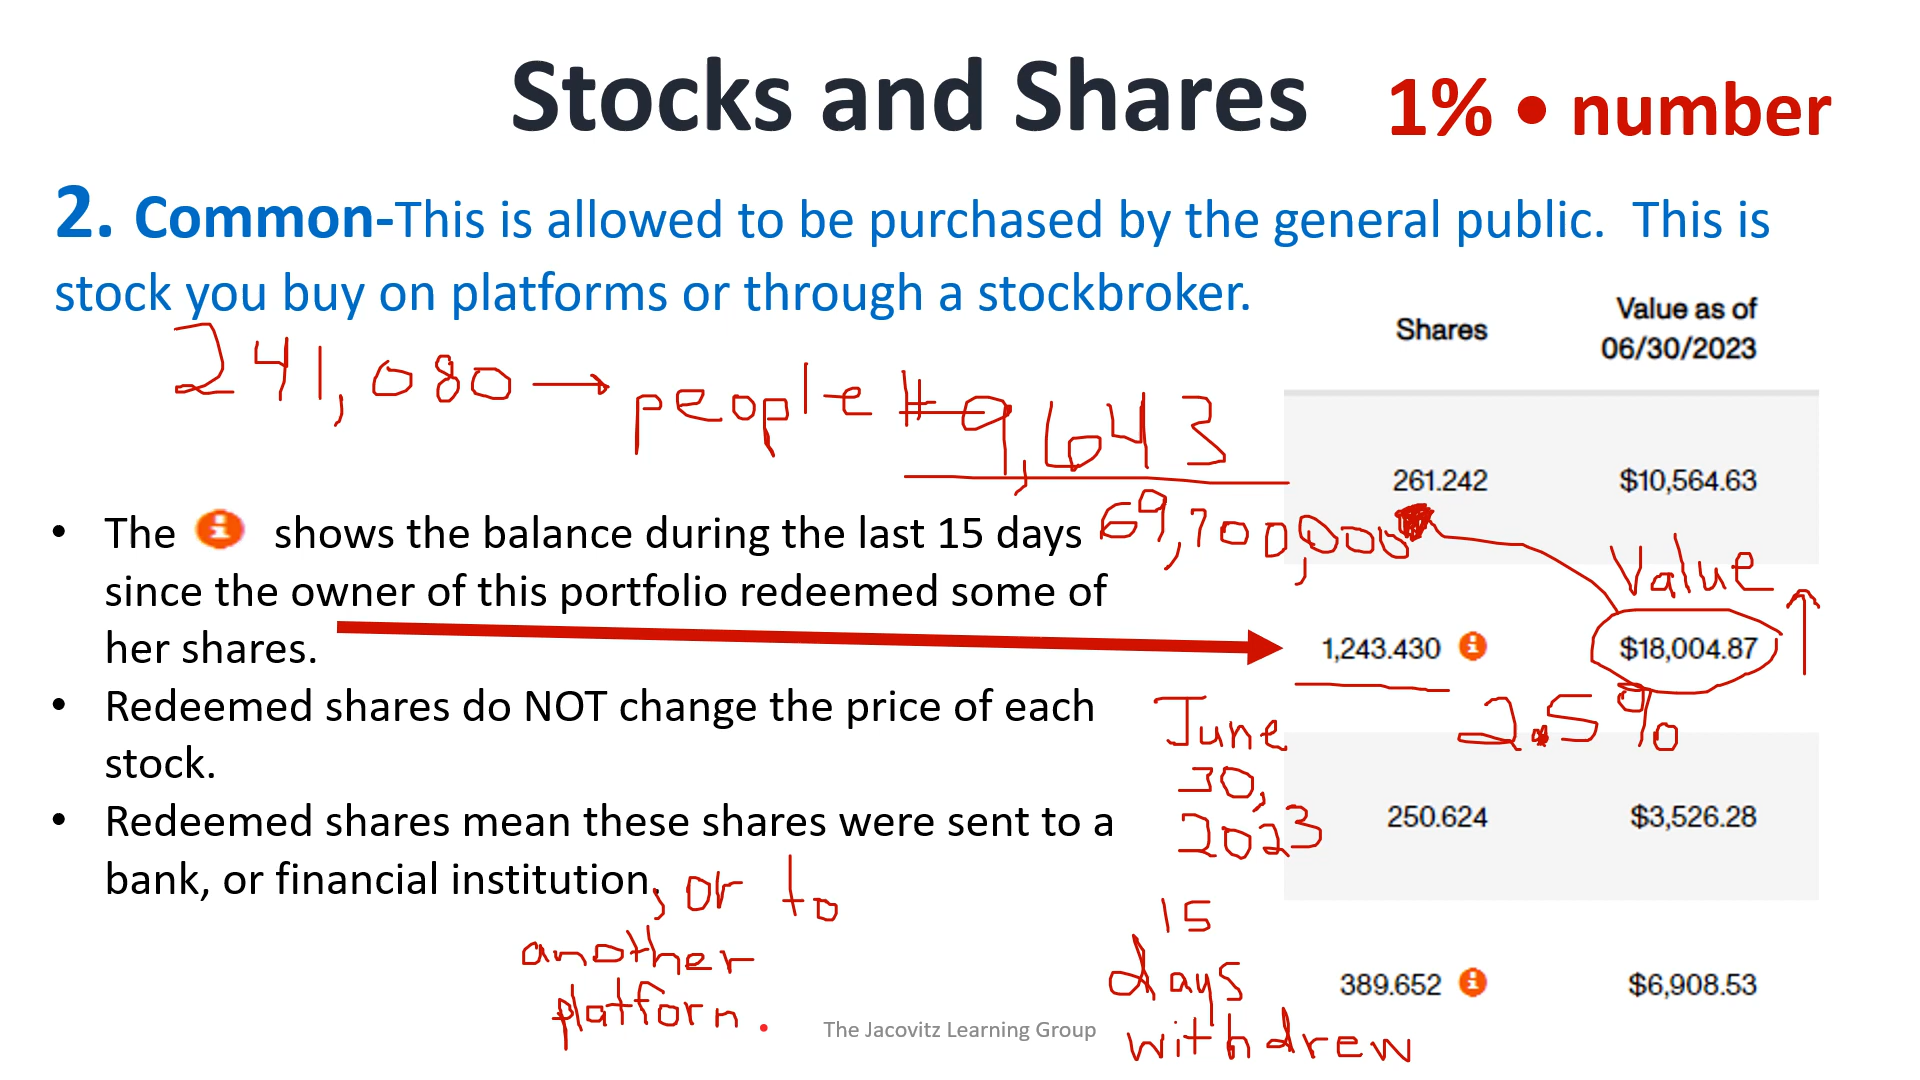 Stocks and Shares
1% • number
2. Common-This is allowed to be purchased by the general public.  This is
stock you buy on platforms or through a stockbroker.
241,080 → people # 9,643
69,700,000
• The shows the balance during the last 15 days
since the owner of this portfolio redeemed some of
her shares.
• Redeemed shares do NOT change the price of each
stock.
• Redeemed shares mean these shares were sent to a
bank, or financial institution, or to
another
platform.
Shares
Value as of
06/30/2023
261.242 $10,564.63
Value ↑
1,243.430 $18,004.87
2.5%
June
30,
2023
250.624 $3,526.28
15
days
withdrew
389.652 $6,908.53
The Jacovitz Learning Group